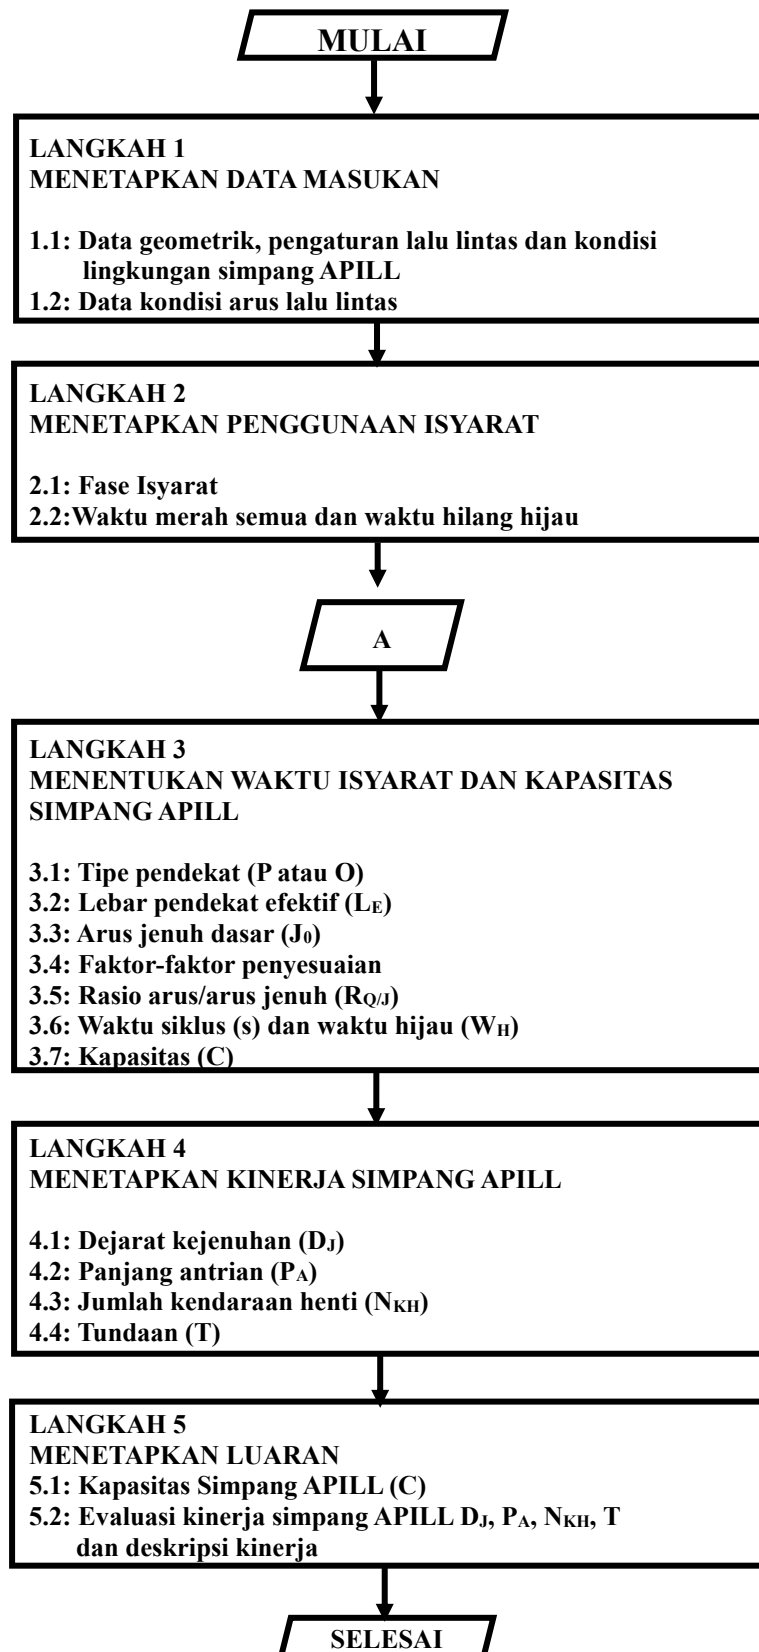 MULAI
LANGKAH 1
MENETAPKAN DATA MASUKAN
1.1: Data geometrik, pengaturan lalu lintas dan kondisi
lingkungan simpang APILL
1.2: Data kondisi arus lalu lintas
LANGKAH 2
MENETAPKAN PENGGUNAAN ISYARAT
2.1: Fase Isyarat
2.2:Waktu merah semua dan waktu hilang hijau
A
LANGKAH 3
MENENTUKAN WAKTU ISYARAT DAN KAPASITAS
SIMPANG APILL
3.1: Tipe pendekat (P atau O)
3.2: Lebar pendekat efektif (LE)
3.3: Arus jenuh dasar (J₀)
3.4: Faktor-faktor penyesuaian
3.5: Rasio arus/arus jenuh (RQ/J)
3.6: Waktu siklus (s) dan waktu hijau (WH)
3.7: Kapasitas (C)
LANGKAH 4
MENETAPKAN KINERJA SIMPANG APILL
4.1: Dejarat kejenuhan (DJ)
4.2: Panjang antrian (PA)
4.3: Jumlah kendaraan henti (NKH)
4.4: Tundaan (T)
LANGKAH 5
MENETAPKAN LUARAN
5.1: Kapasitas Simpang APILL (C)
5.2: Evaluasi kinerja simpang APILL DJ, PA, NKH, T
dan deskripsi kinerja
SELESAI